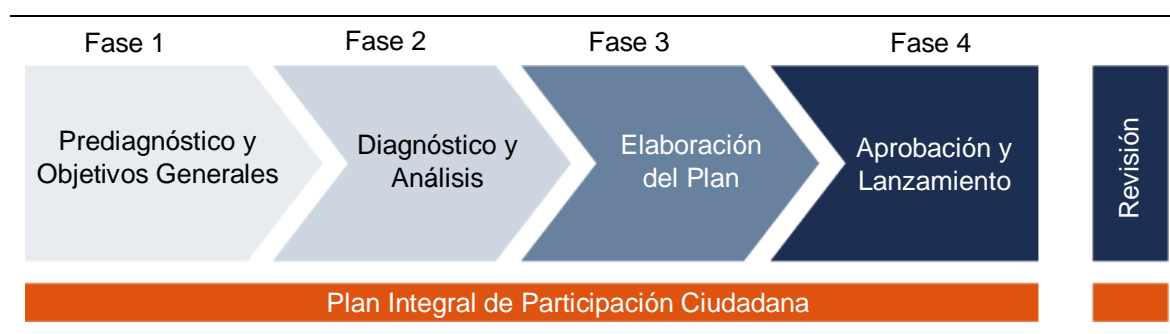 Fase 1
Fase 2
Fase 3
Fase 4
Prediagnóstico y
Objetivos Generales
Diagnóstico y
Análisis
Elaboración
del Plan
Aprobación y
Lanzamiento
Revisión
Plan Integral de Participación Ciudadana